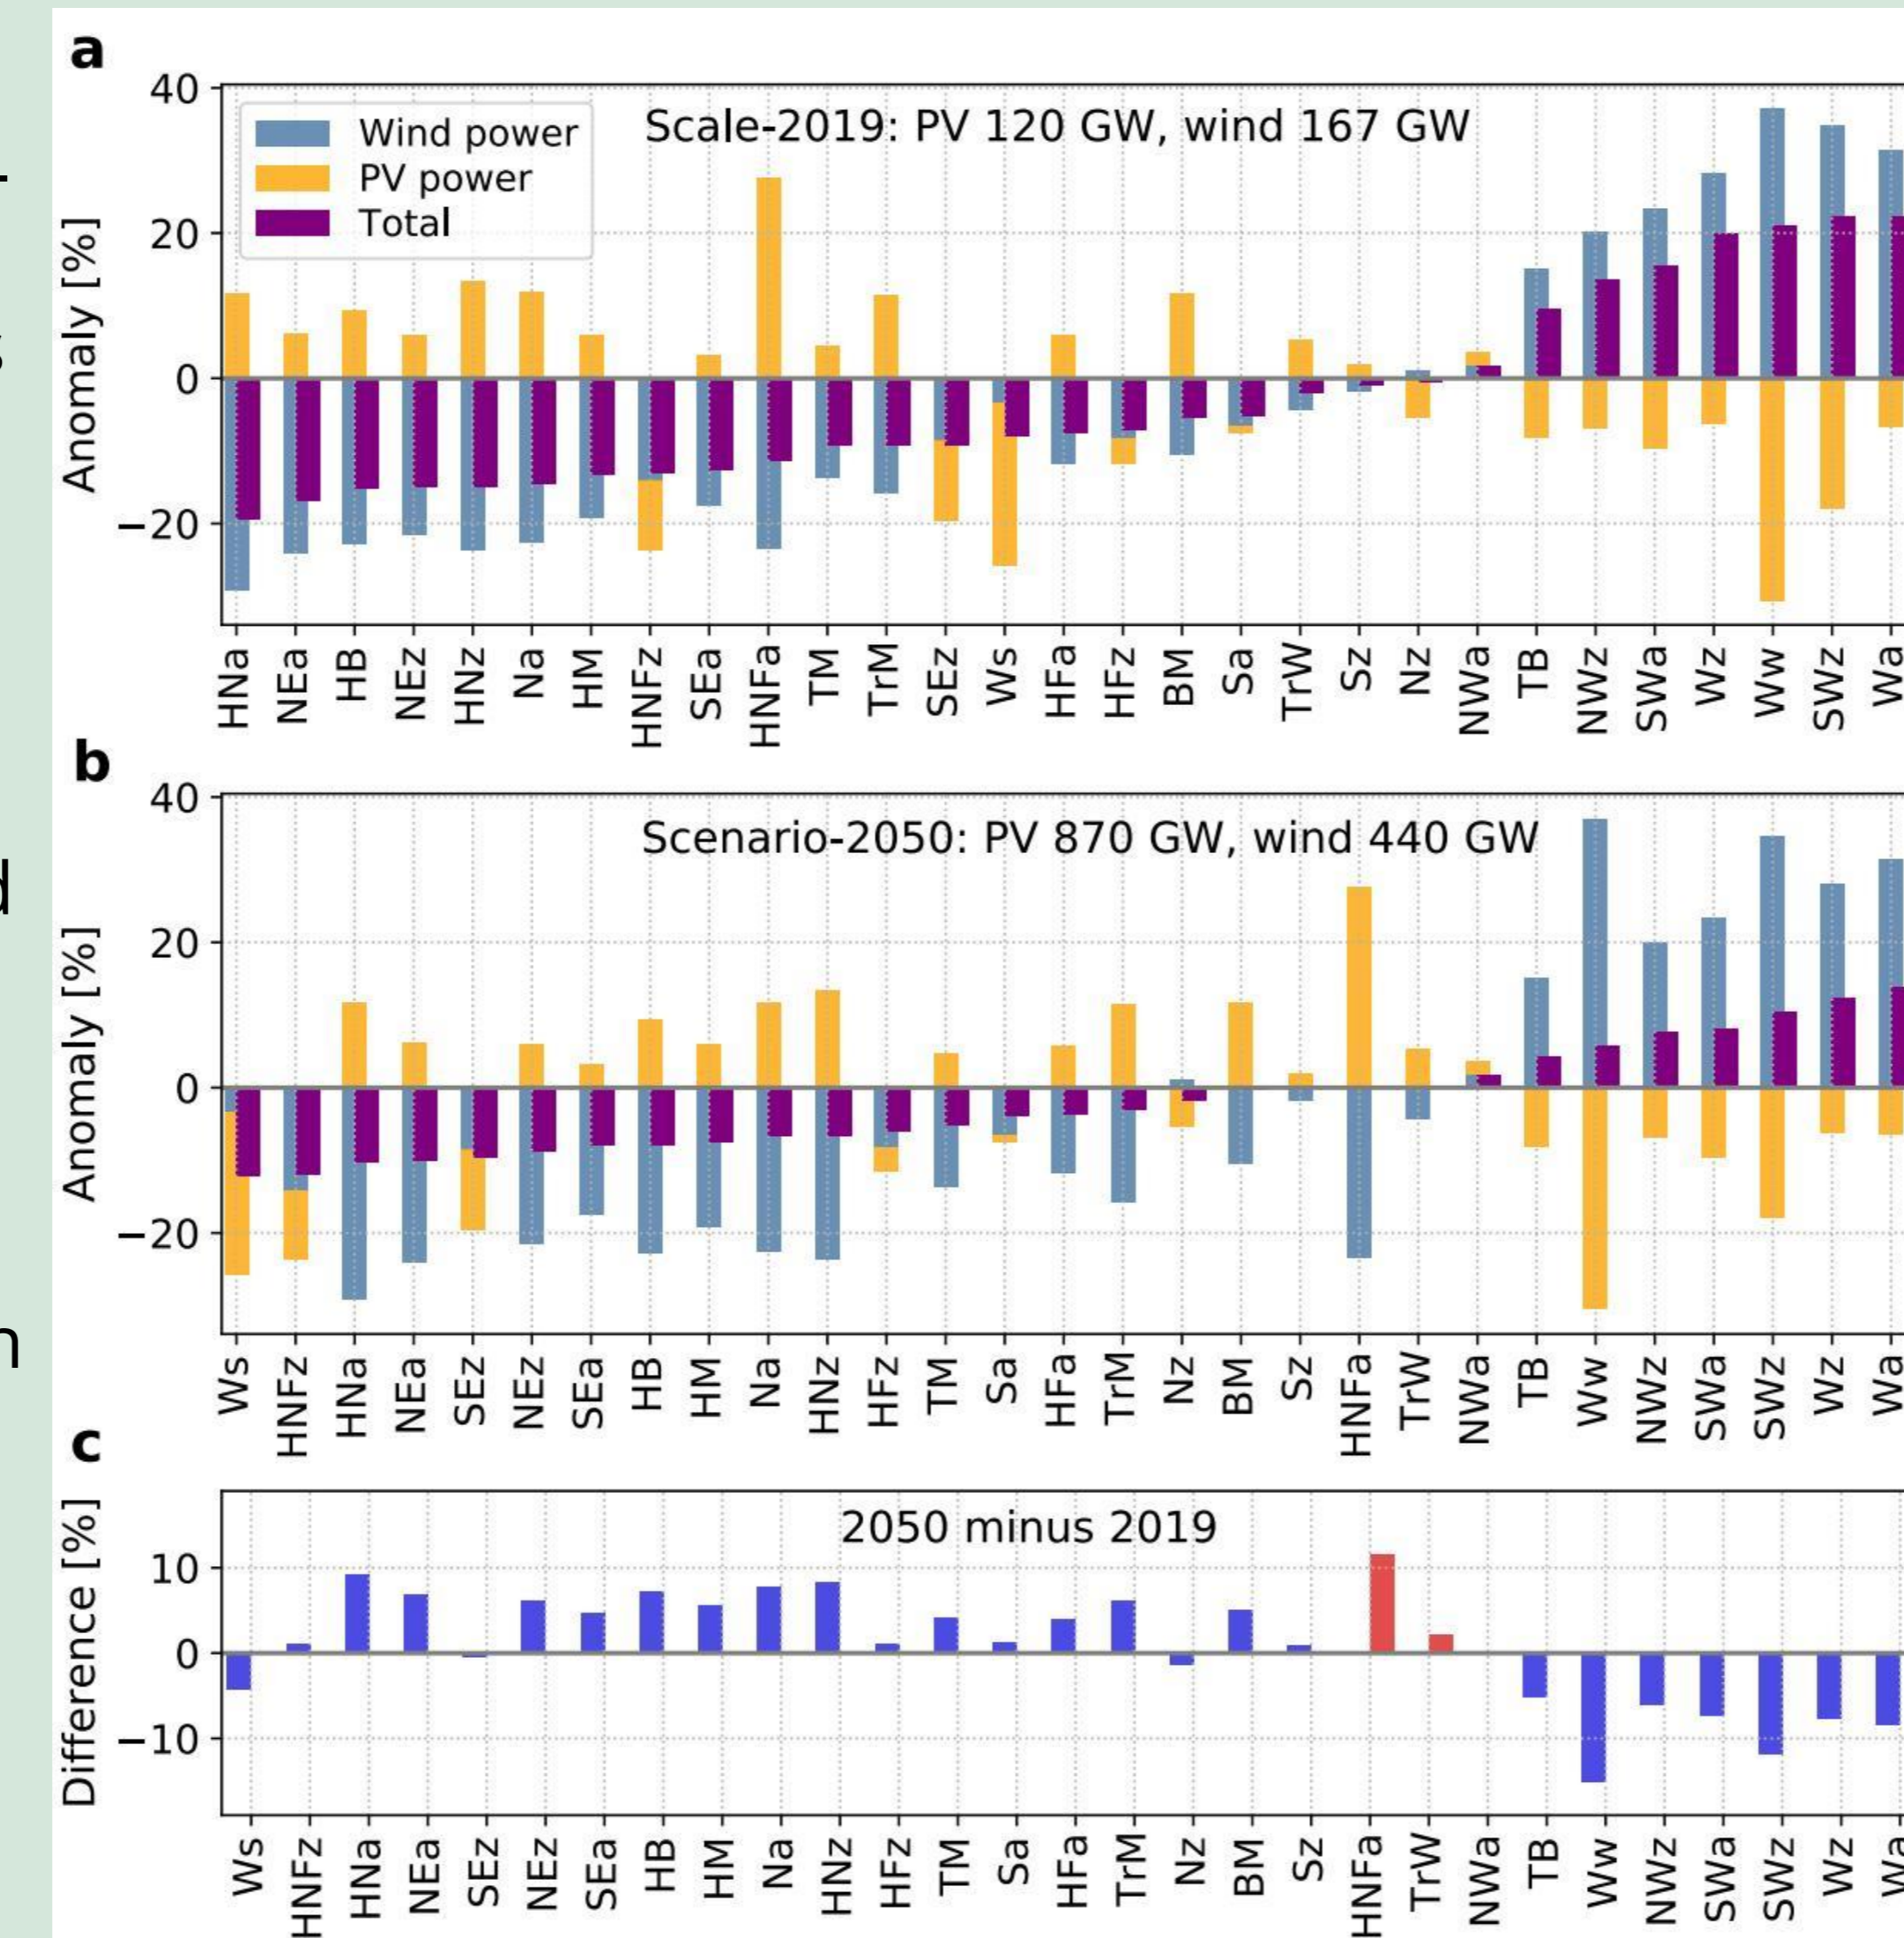 a
40
20
0
−20
Anomaly [%]
Wind power
PV power
Total
Scale-2019: PV 120 GW, wind 167 GW
HNa NEa HB NEz HNz Na HM HNFz SEa HNFa TM TrM SEz Ws HFa HFz BM Sa TrW Sz Nz NWa TB NWz SWa Wz Ww SWz Wa
b
40
20
0
−20
Anomaly [%]
Scenario-2050: PV 870 GW, wind 440 GW
Ws HNFz HNa NEa SEz NEz SEa HB HM Na HNz HFz TM Sa HFa TrM Nz BM Sz HNFa TrW NWa TB Ww NWz SWa SWz Wz Wa
c
10
0
−10
Difference [%]
2050 minus 2019
Ws HNFz HNa NEa SEz NEz SEa HB HM Na HNz HFz TM Sa HFa TrM Nz BM Sz HNFa TrW NWa TB Ww NWz SWa SWz Wz Wa